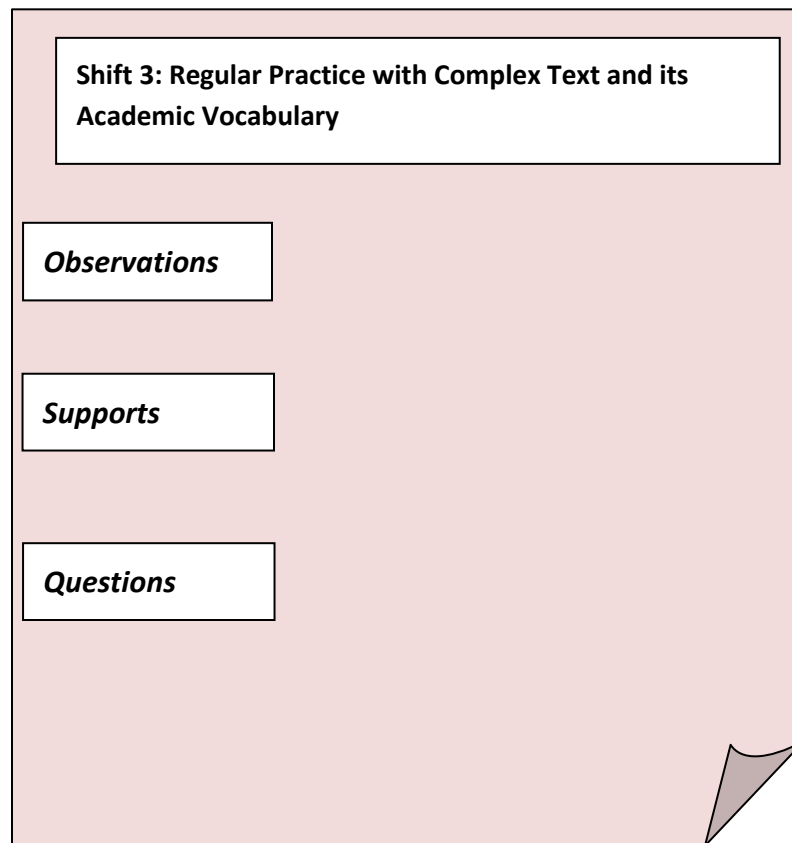 Shift 3: Regular Practice with Complex Text and its
Academic Vocabulary
Observations
Supports
Questions